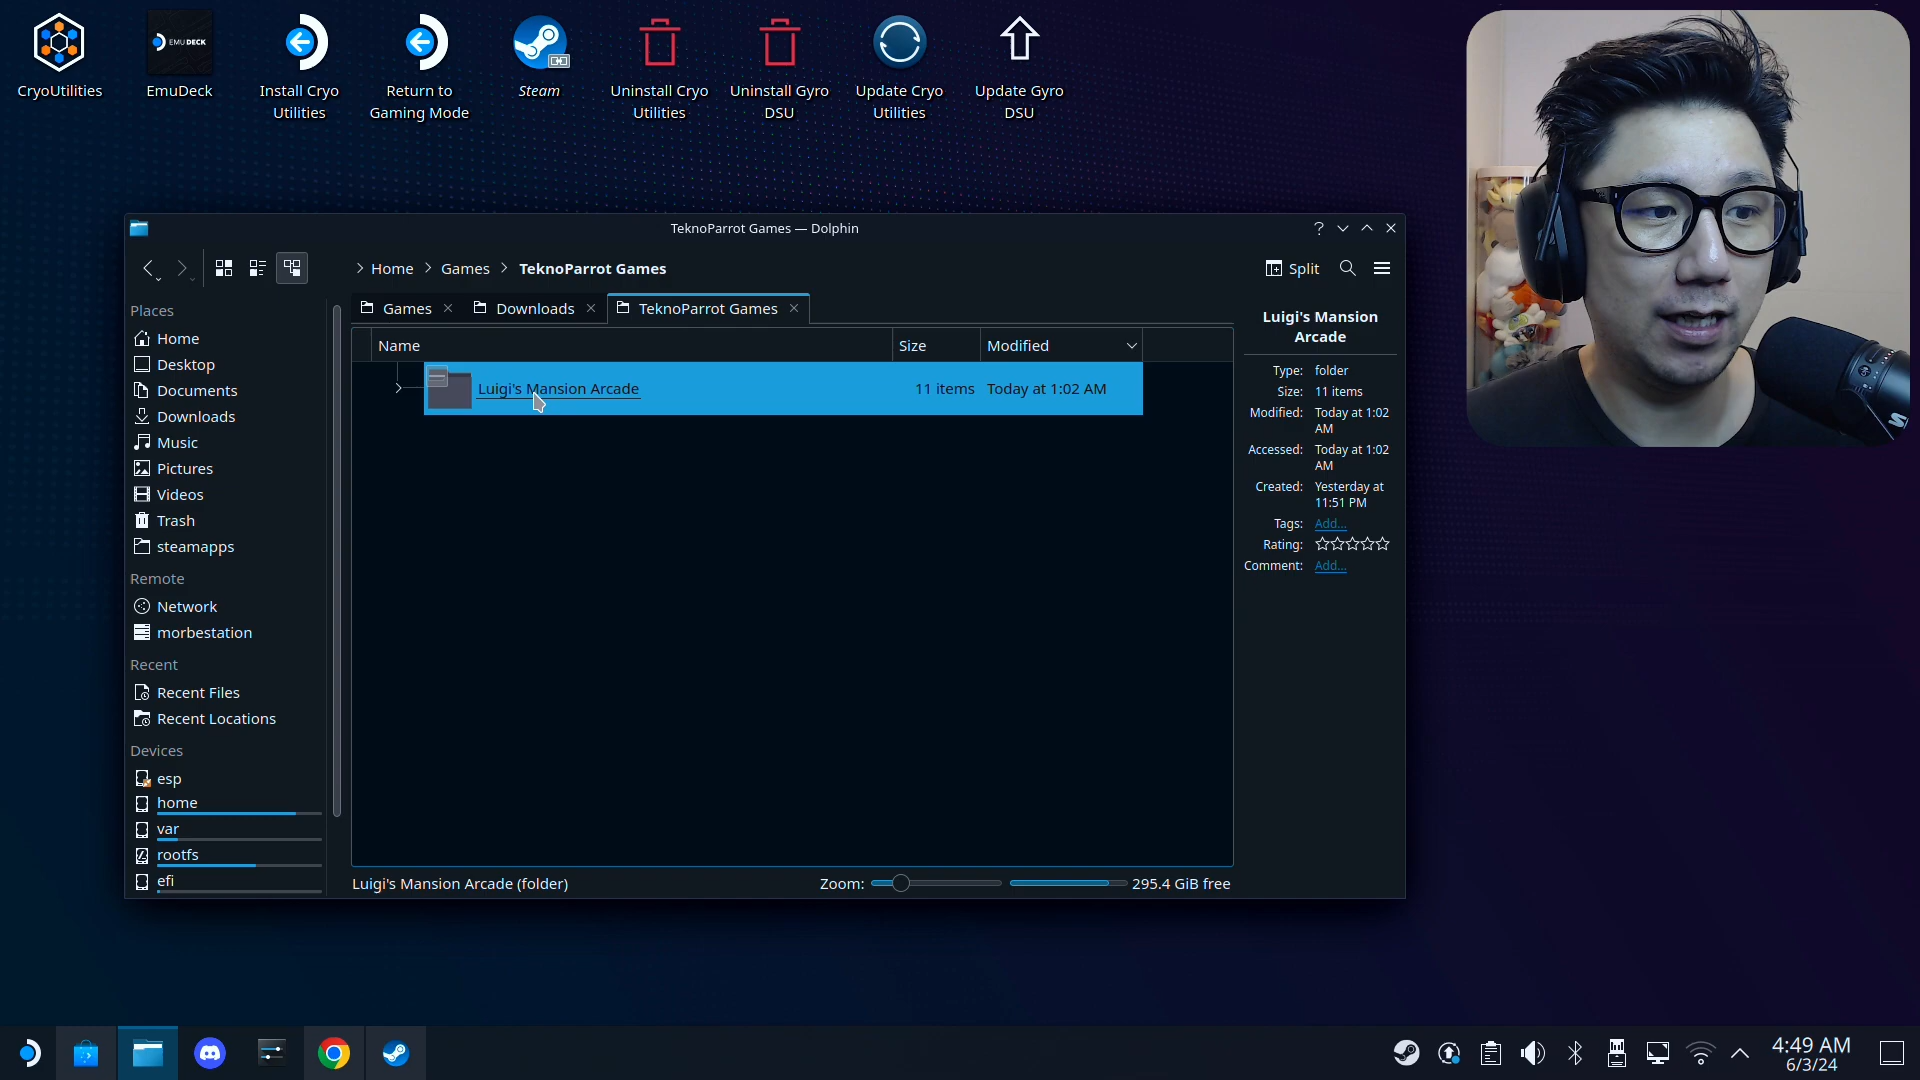 CryoUtilities
EMUDECK
EmuDeck
Install Cryo
Utilities
Return to
Gaming Mode
Steam
Uninstall Cryo
Utilities
Uninstall Gyro
DSU
Update Cryo
Utilities
Update Gyro
DSU
TeknoParrot Games — Dolphin
Home
Games
TeknoParrot Games
Split
Games
Downloads
TeknoParrot Games
Places
Home
Desktop
Documents
Downloads
Music
Pictures
Videos
Trash
steamapps
Remote
Network
morbestation
Recent
Recent Files
Recent Locations
Devices
esp
home
var
rootfs
efi
Name
Size
Modified
Luigi's Mansion Arcade
11 items
Today at 1:02 AM
Luigi's Mansion
Arcade
Type: folder
Size: 11 items
Modified: Today at 1:02
AM
Accessed: Today at 1:02
AM
Created: Yesterday at
11:51 PM
Tags: Add...
Rating:
Comment: Add...
Luigi's Mansion Arcade (folder)
Zoom:
295.4 GiB free
4:49 AM
6/3/24